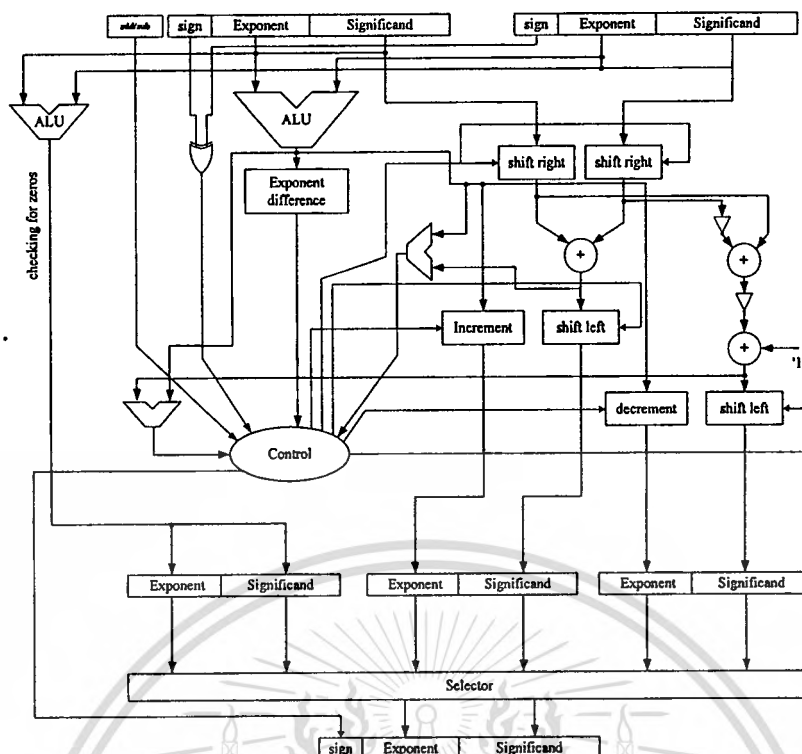 sign Exponent Significand
sign Exponent Significand
ALU
ALU
shift right
shift right
Exponent
difference
checking for zeros
+
+
Increment
shift left
+
'1
decrement
shift left
Control
Exponent Significand
Exponent Significand
Exponent Significand
Selector
sign Exponent Significand